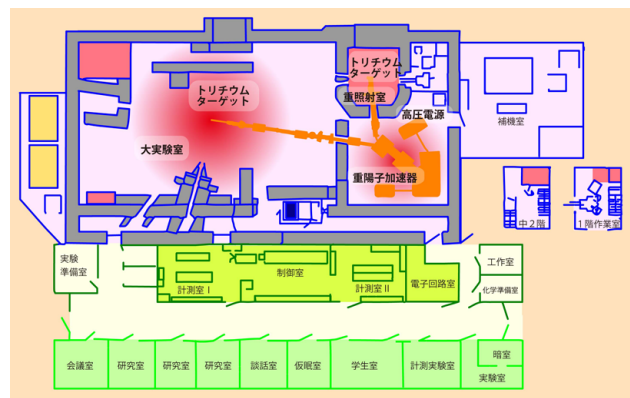 トリチウム
ターゲット
トリチウム
ターゲット
重照射室
高圧電源
補機室
大実験室
重陽子加速器
中２階
１階作業室
実験
準備室
制御室
計測室Ⅰ
計測室Ⅱ
電子回路室
工作室
化学準備室
会議室
研究室
研究室
研究室
談話室
仮眠室
学生室
計測実験室
暗室
実験室